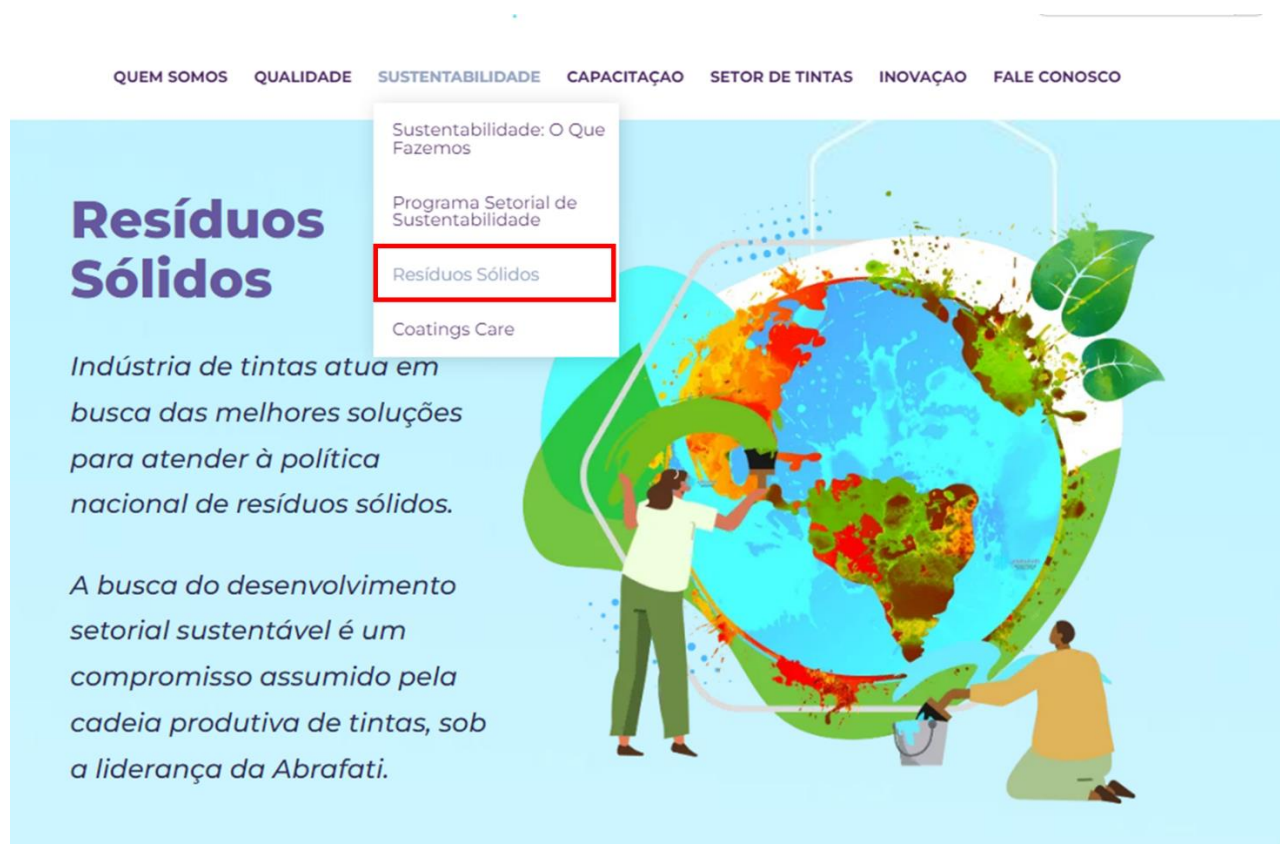 QUEM SOMOS QUALIDADE SUSTENTABILIDADE CAPACITAÇAO SETOR DE TINTAS INOVAÇAO FALE CONOSCO
Sustentabilidade: O Que
Fazemos
Programa Setorial de
Sustentabilidade
Resíduos Sólidos
Coatings Care
Resíduos
Sólidos
Indústria de tintas atua em
busca das melhores soluções
para atender à política
nacional de resíduos sólidos.
A busca do desenvolvimento
setorial sustentável é um
compromisso assumido pela
cadeia produtiva de tintas, sob
a liderança da Abrafati.